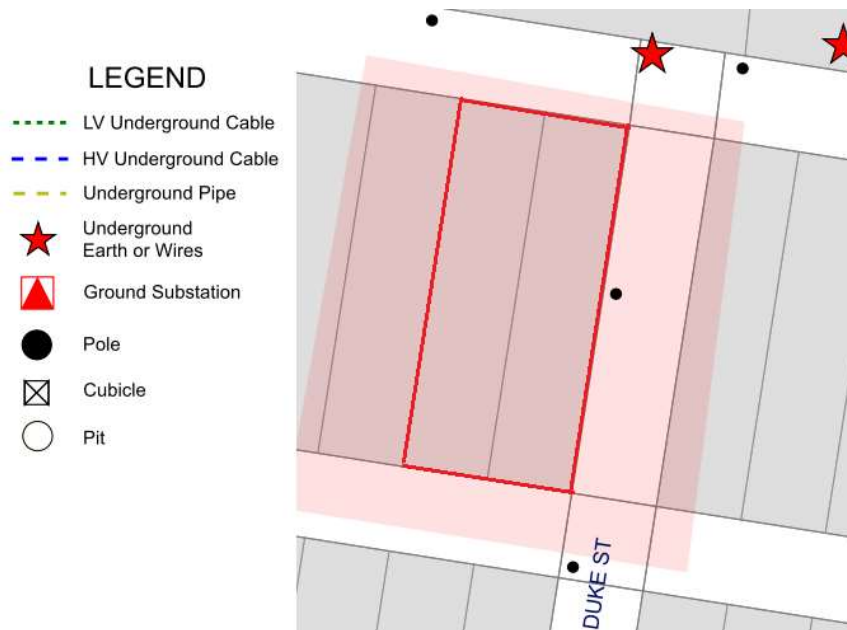 LEGEND
LV Underground Cable
HV Underground Cable
Underground Pipe
Underground
Earth or Wires
Ground Substation
Pole
Cubicle
Pit
DUKE ST